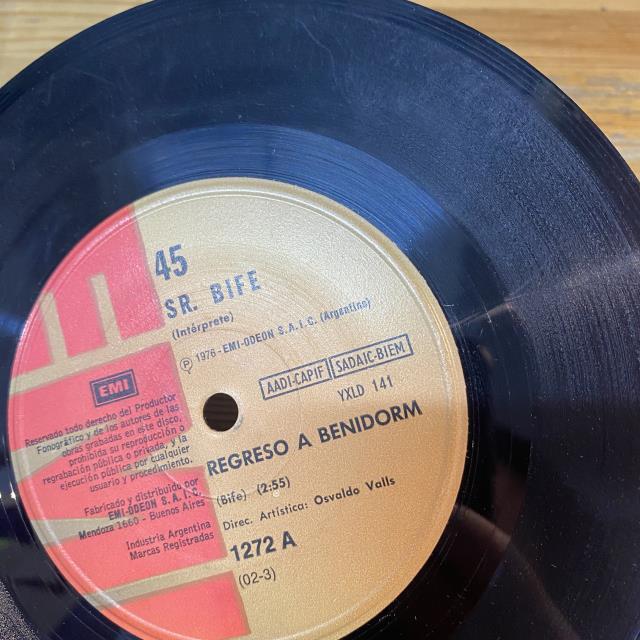 45
SR. BIFE
(Intérprete)
℗ 1976 - EMI-ODEON S.A.I.C. (Argentina)
AADI-CAPIF SADAIC-BIEM
YXLD 141
EMI
Reservado todo derecho del Productor
Fonográfico y de los autores de las
obras grabadas en este disco,
prohibida su reproducción o
regrabación pública o privada, y la
ejecución pública por cualquier
usuario y procedimiento.
REGRESO A BENIDORM
(Bife) (2:55)
Fabricado y distribuido por
EMI-ODEON S.A.I.C.
Mendoza 1660 - Buenos Aires
Direc. Artística: Osvaldo Valls
Industria Argentina
Marcas Registradas
1272 A
(02-3)